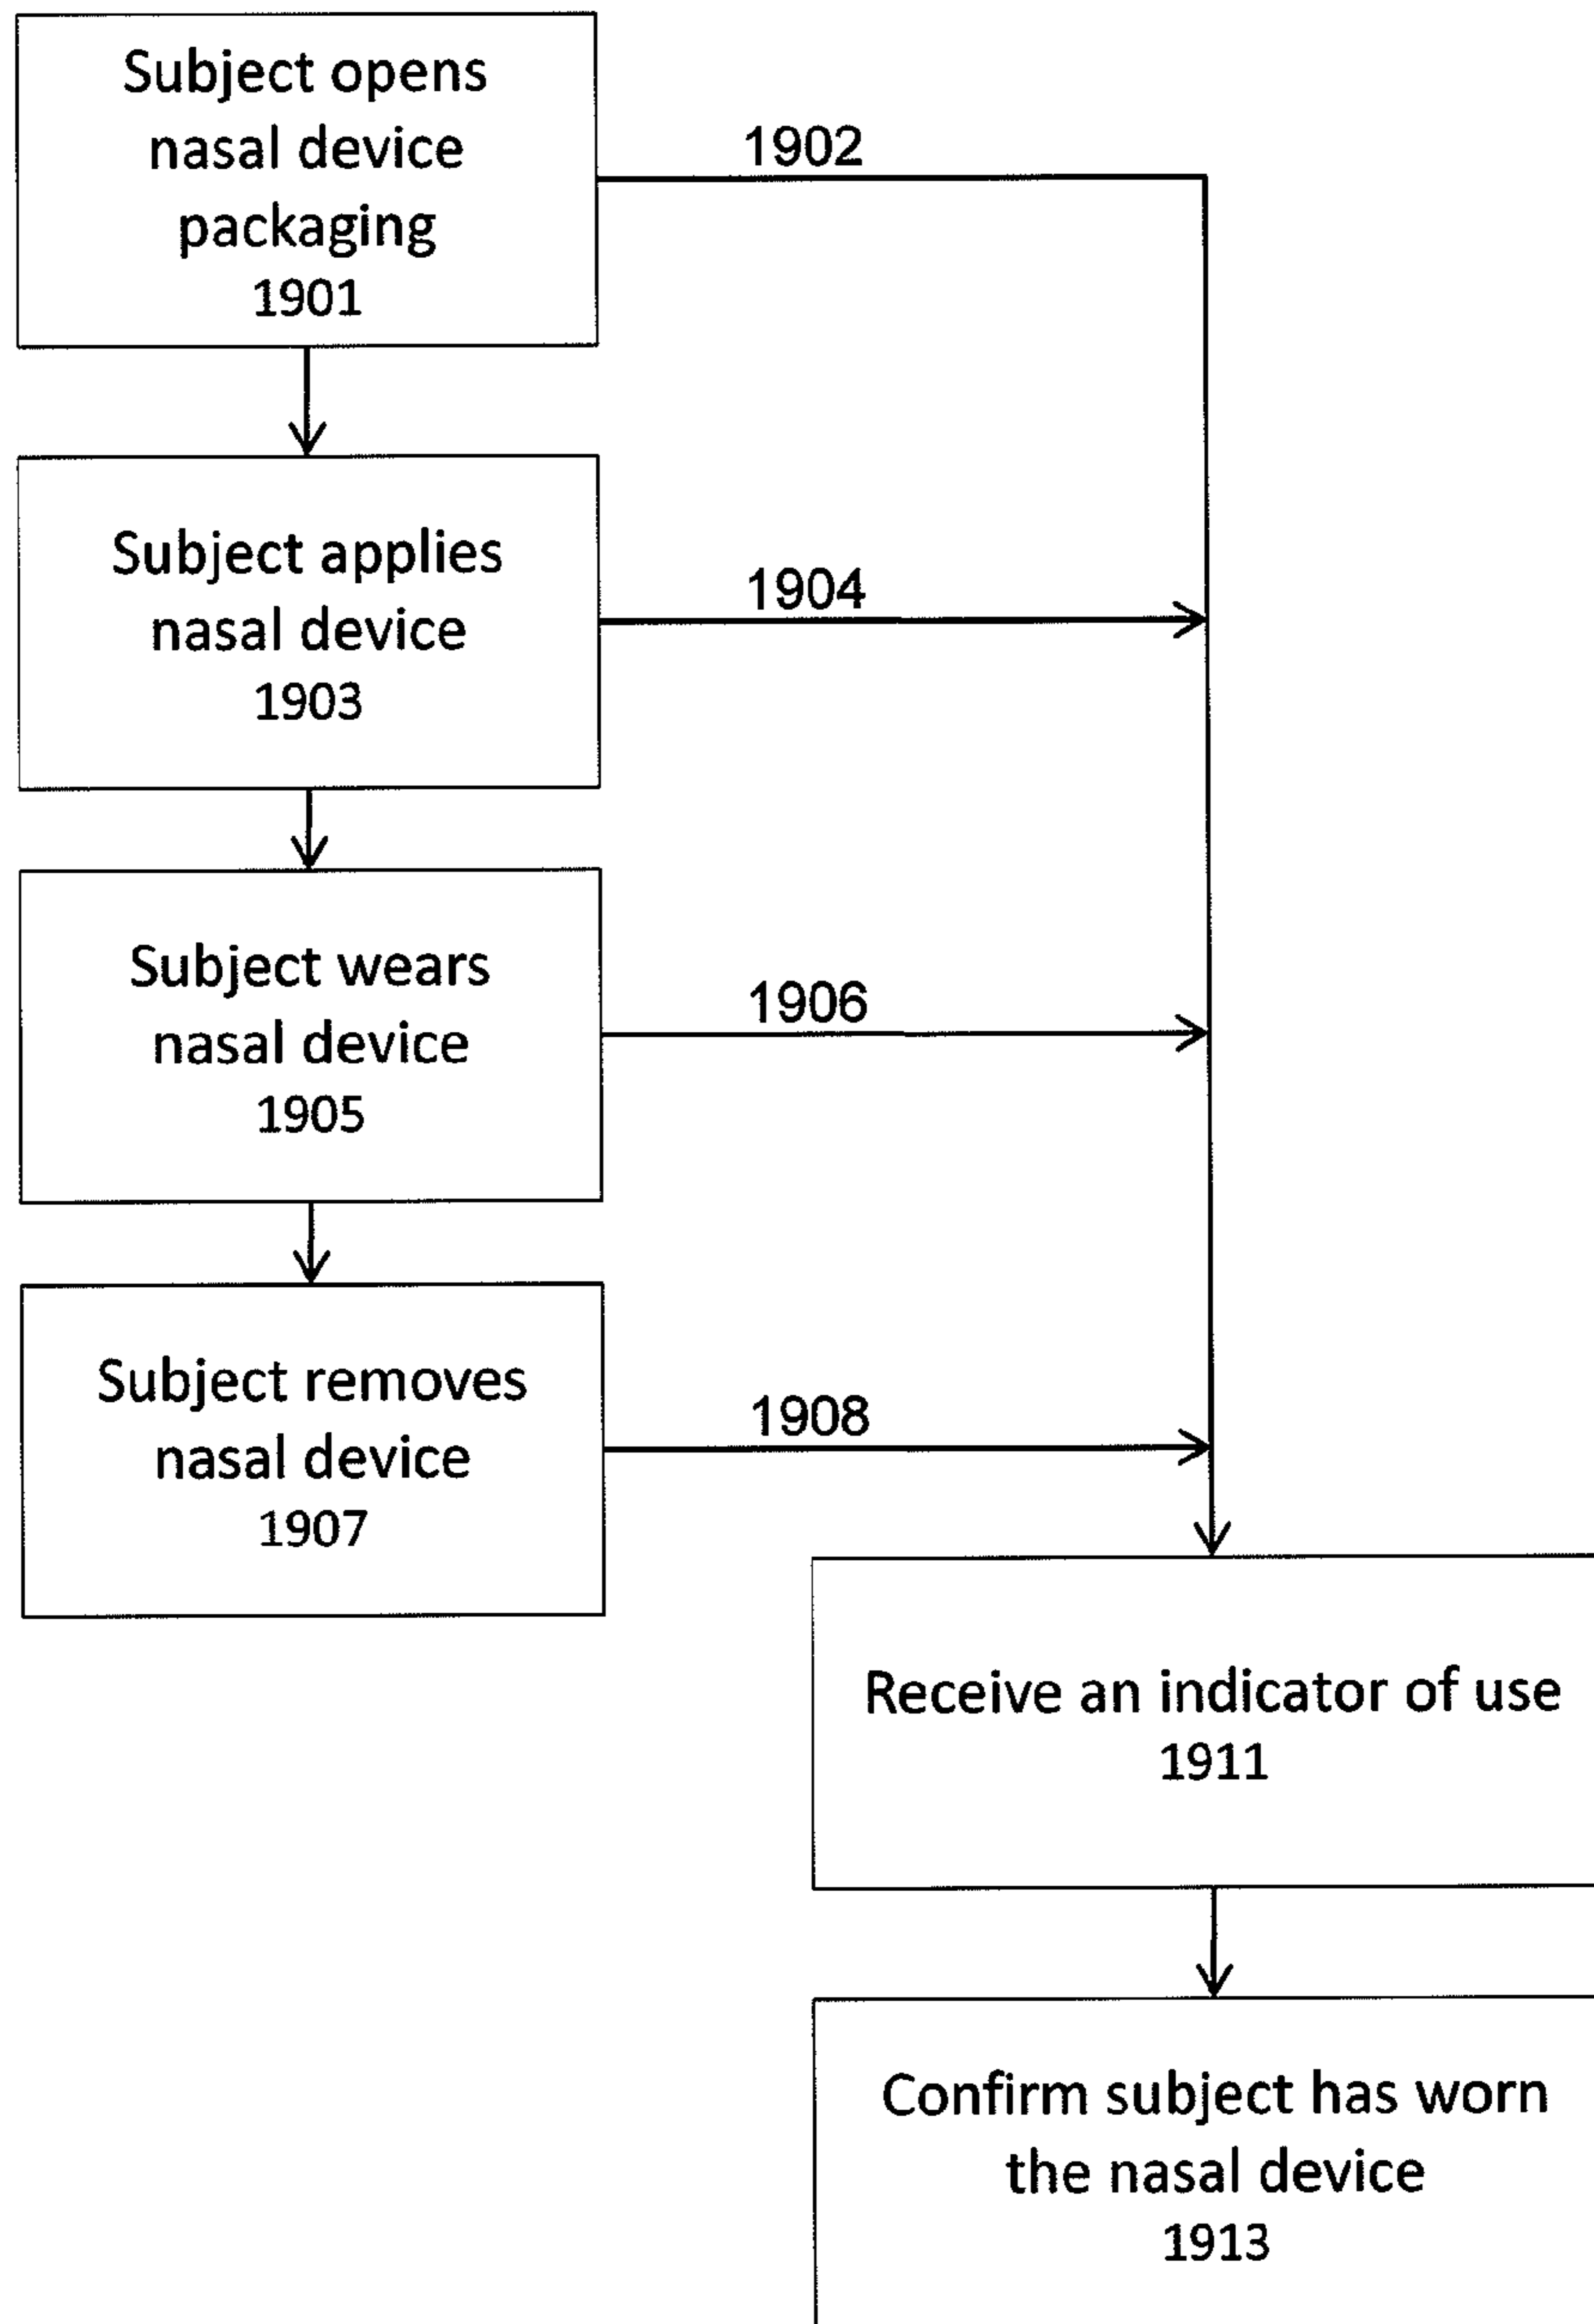 Subject opens
nasal device
packaging
1901
1902
Subject applies
nasal device
1903
1904
Subject wears
nasal device
1905
1906
Subject removes
nasal device
1907
1908
Receive an indicator of use
1911
Confirm subject has worn
the nasal device
1913